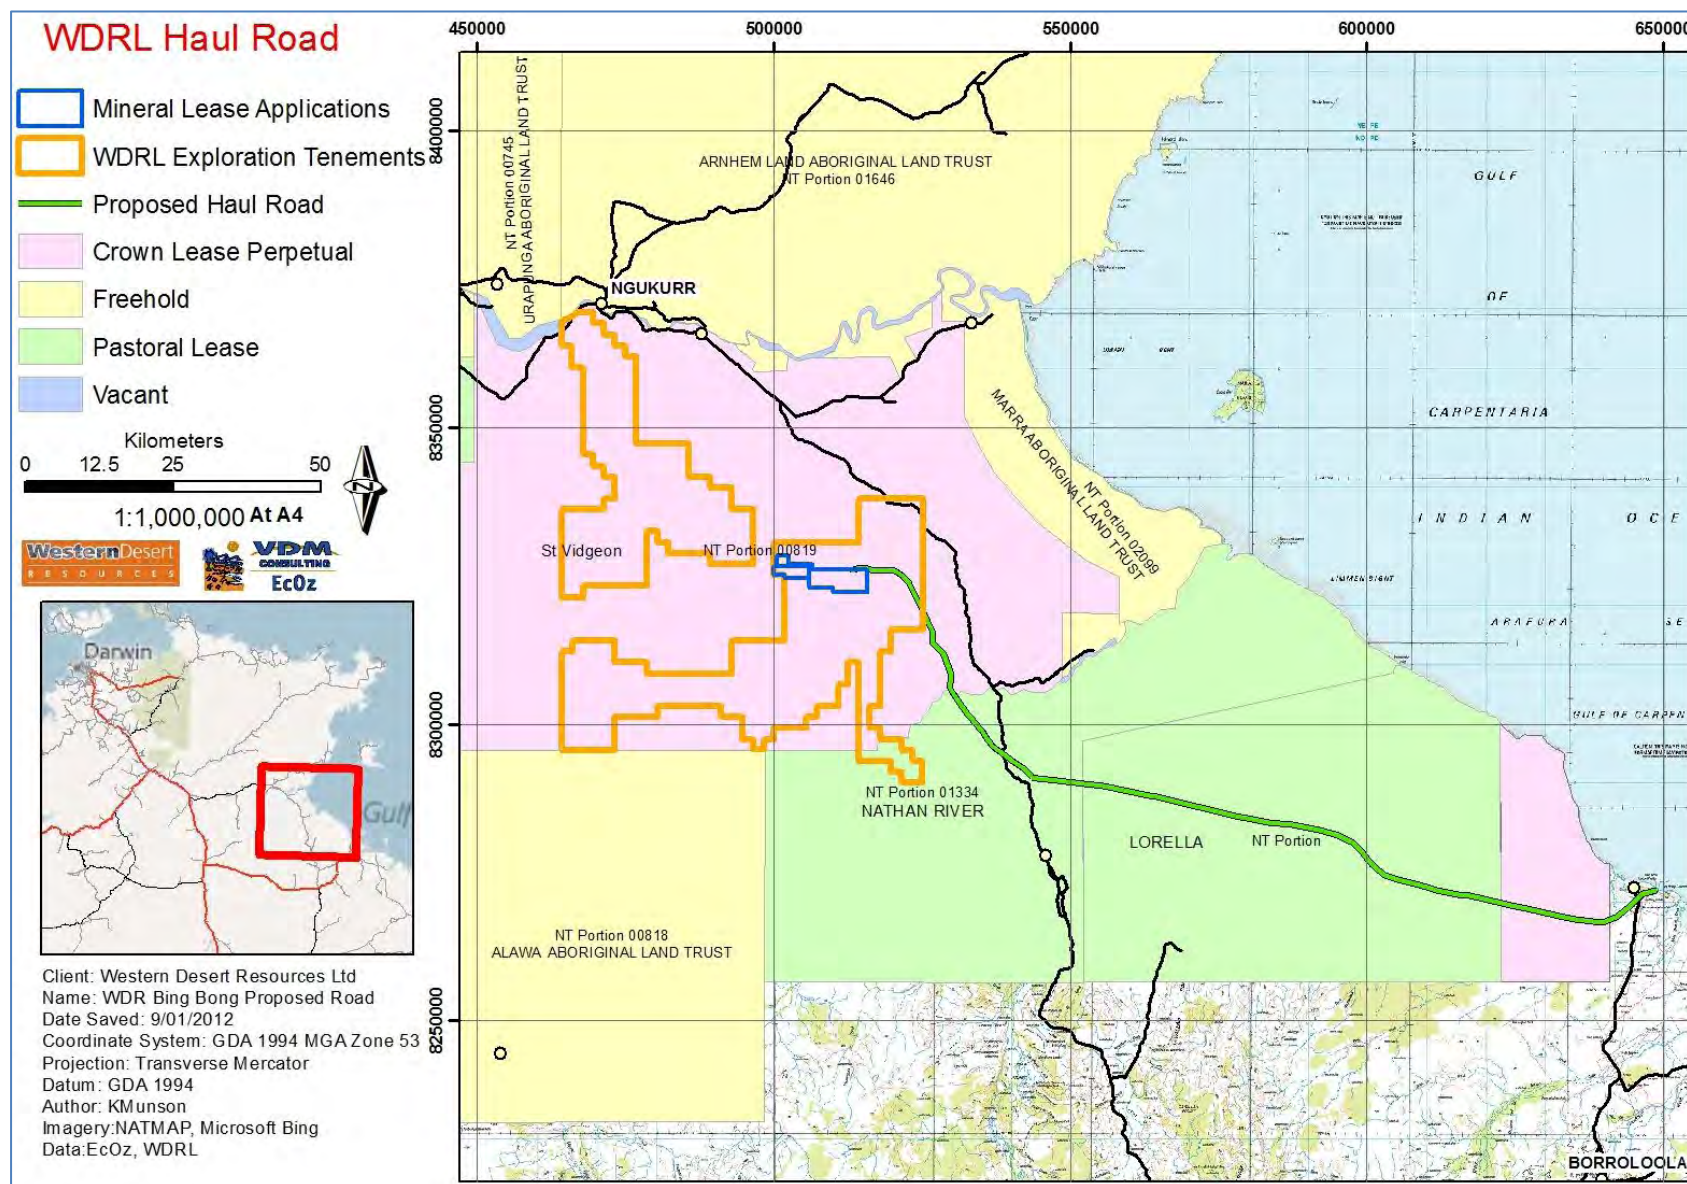 WDRL Haul Road
Mineral Lease Applications
WDRL Exploration Tenements
Proposed Haul Road
Crown Lease Perpetual
Freehold
Pastoral Lease
Vacant
Kilometers
0 12.5 25 50
N
1:1,000,000 At A4
WesternDesert
RESOURCES
VDM
CONSULTING
EcOz
Darwin
Gulf
Client: Western Desert Resources Ltd
Name: WDR Bing Bong Proposed Road
Date Saved: 9/01/2012
Coordinate System: GDA 1994 MGA Zone 53
Projection: Transverse Mercator
Datum: GDA 1994
Author: KMunson
Imagery:NATMAP, Microsoft Bing
Data:EcOz, WDRL
450000 500000 550000 600000 650000
8400000
8350000
8300000
8250000
NT Portion 00745
URAPUNGA ABORIGINAL LAND TRUST
ARNHEM LAND ABORIGINAL LAND TRUST
NT Portion 01646
NGUKURR
GULF
OF
CARPENTARIA
INDIAN OCE
LIMMEN BIGHT
ARAFURA SE
GULF OF CARPEN
MARRA ABORIGINAL LAND TRUST
NT Portion 02099
St Vidgeon
NT Portion 00819
NT Portion 01334
NATHAN RIVER
LORELLA
NT Portion
NT Portion 00818
ALAWA ABORIGINAL LAND TRUST
BORROLOOLA